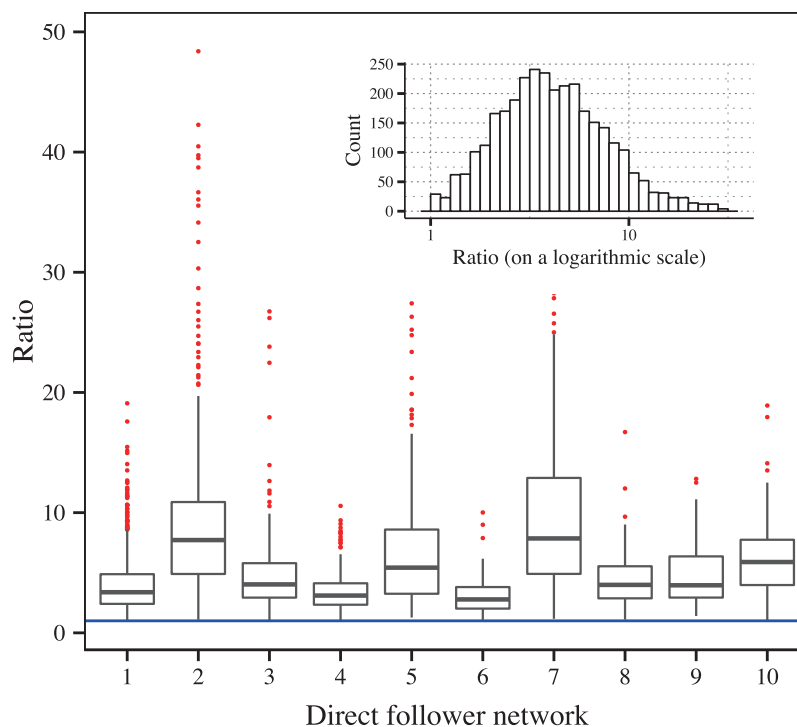 50
40
30
20
10
0
Ratio
1 2 3 4 5 6 7 8 9 10
Direct follower network
250
200
150
100
50
0
Count
1 10
Ratio (on a logarithmic scale)